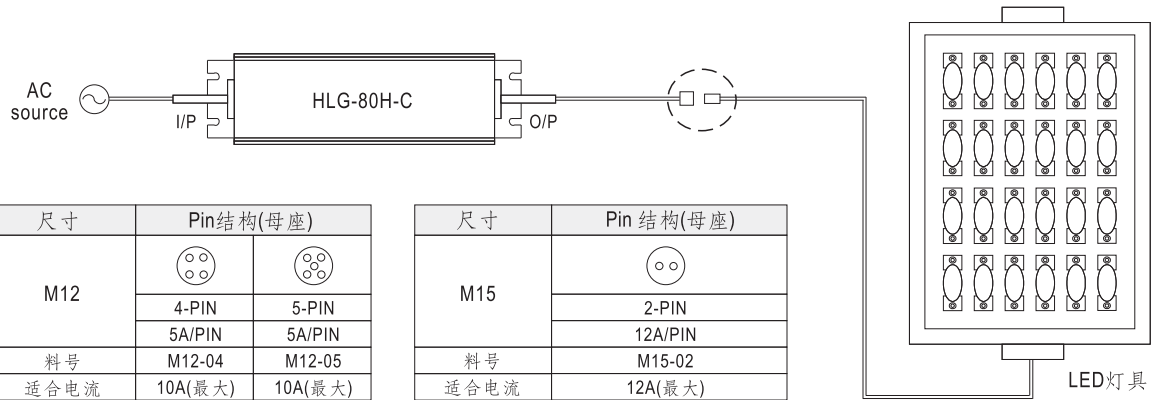 AC
source
I/P
HLG-80H-C
O/P
尺寸 Pin结构(母座)
M12
4-PIN 5-PIN
5A/PIN 5A/PIN
料号 M12-04 M12-05
适合电流 10A(最大) 10A(最大)
尺寸 Pin 结构(母座)
M15
2-PIN
12A/PIN
料号 M15-02
适合电流 12A(最大)
LED灯具